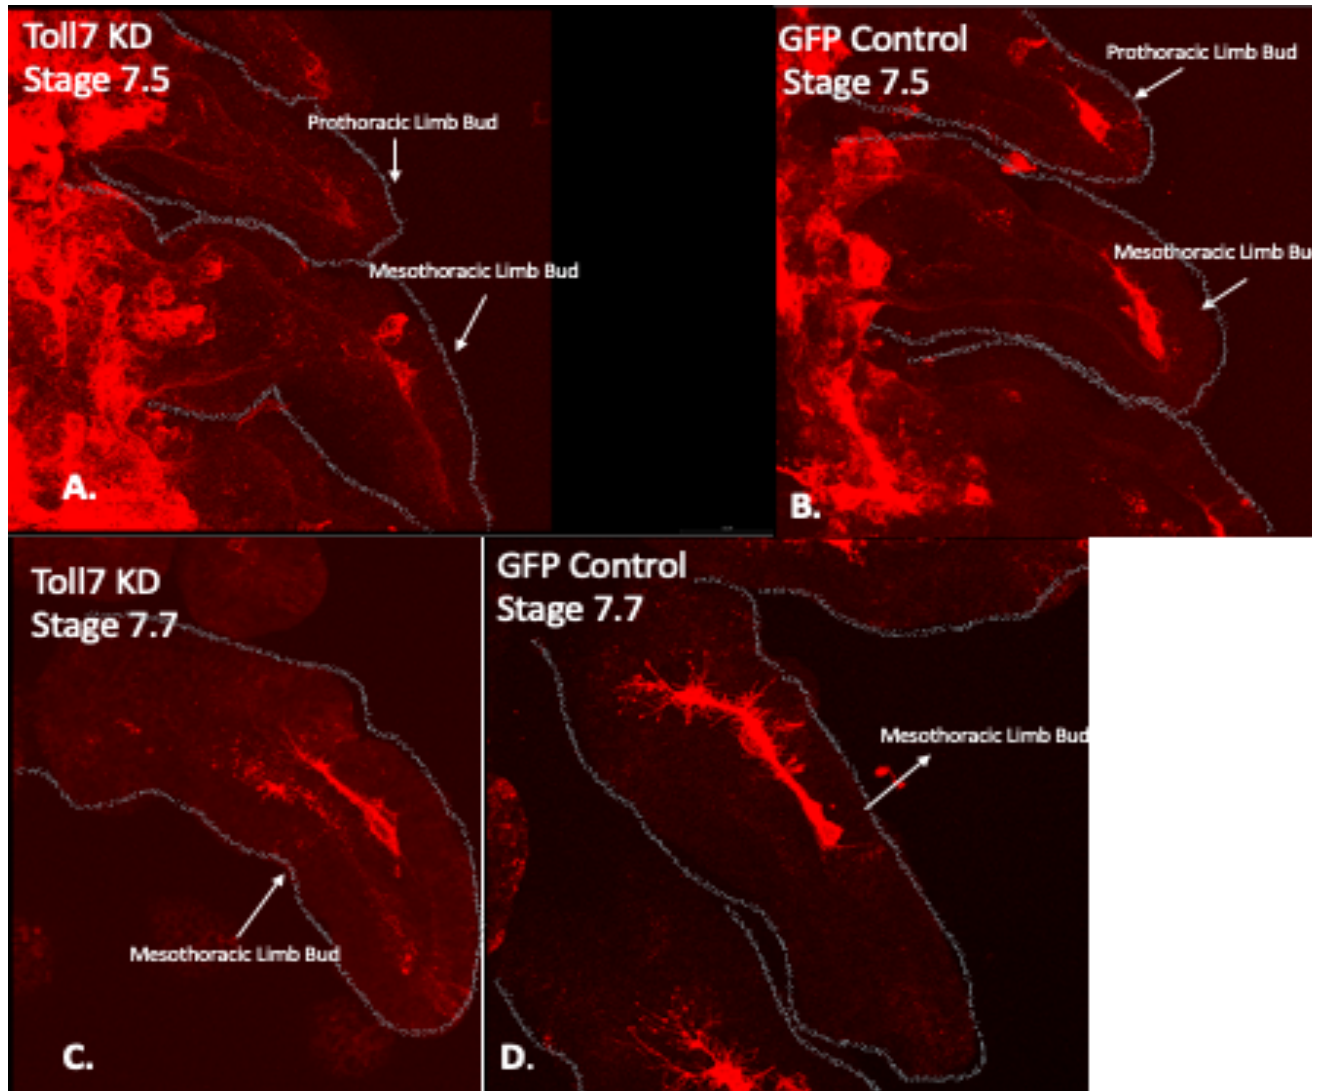 Toll7 KD
Stage 7.5
Prothoracic Limb Bud
Mesothoracic Limb Bud
A.
GFP Control
Stage 7.5
Prothoracic Limb Bud
Mesothoracic Limb Bu
B.
Toll7 KD
Stage 7.7
Mesothoracic Limb Bud
C.
GFP Control
Stage 7.7
Mesothoracic Limb Bud
D.